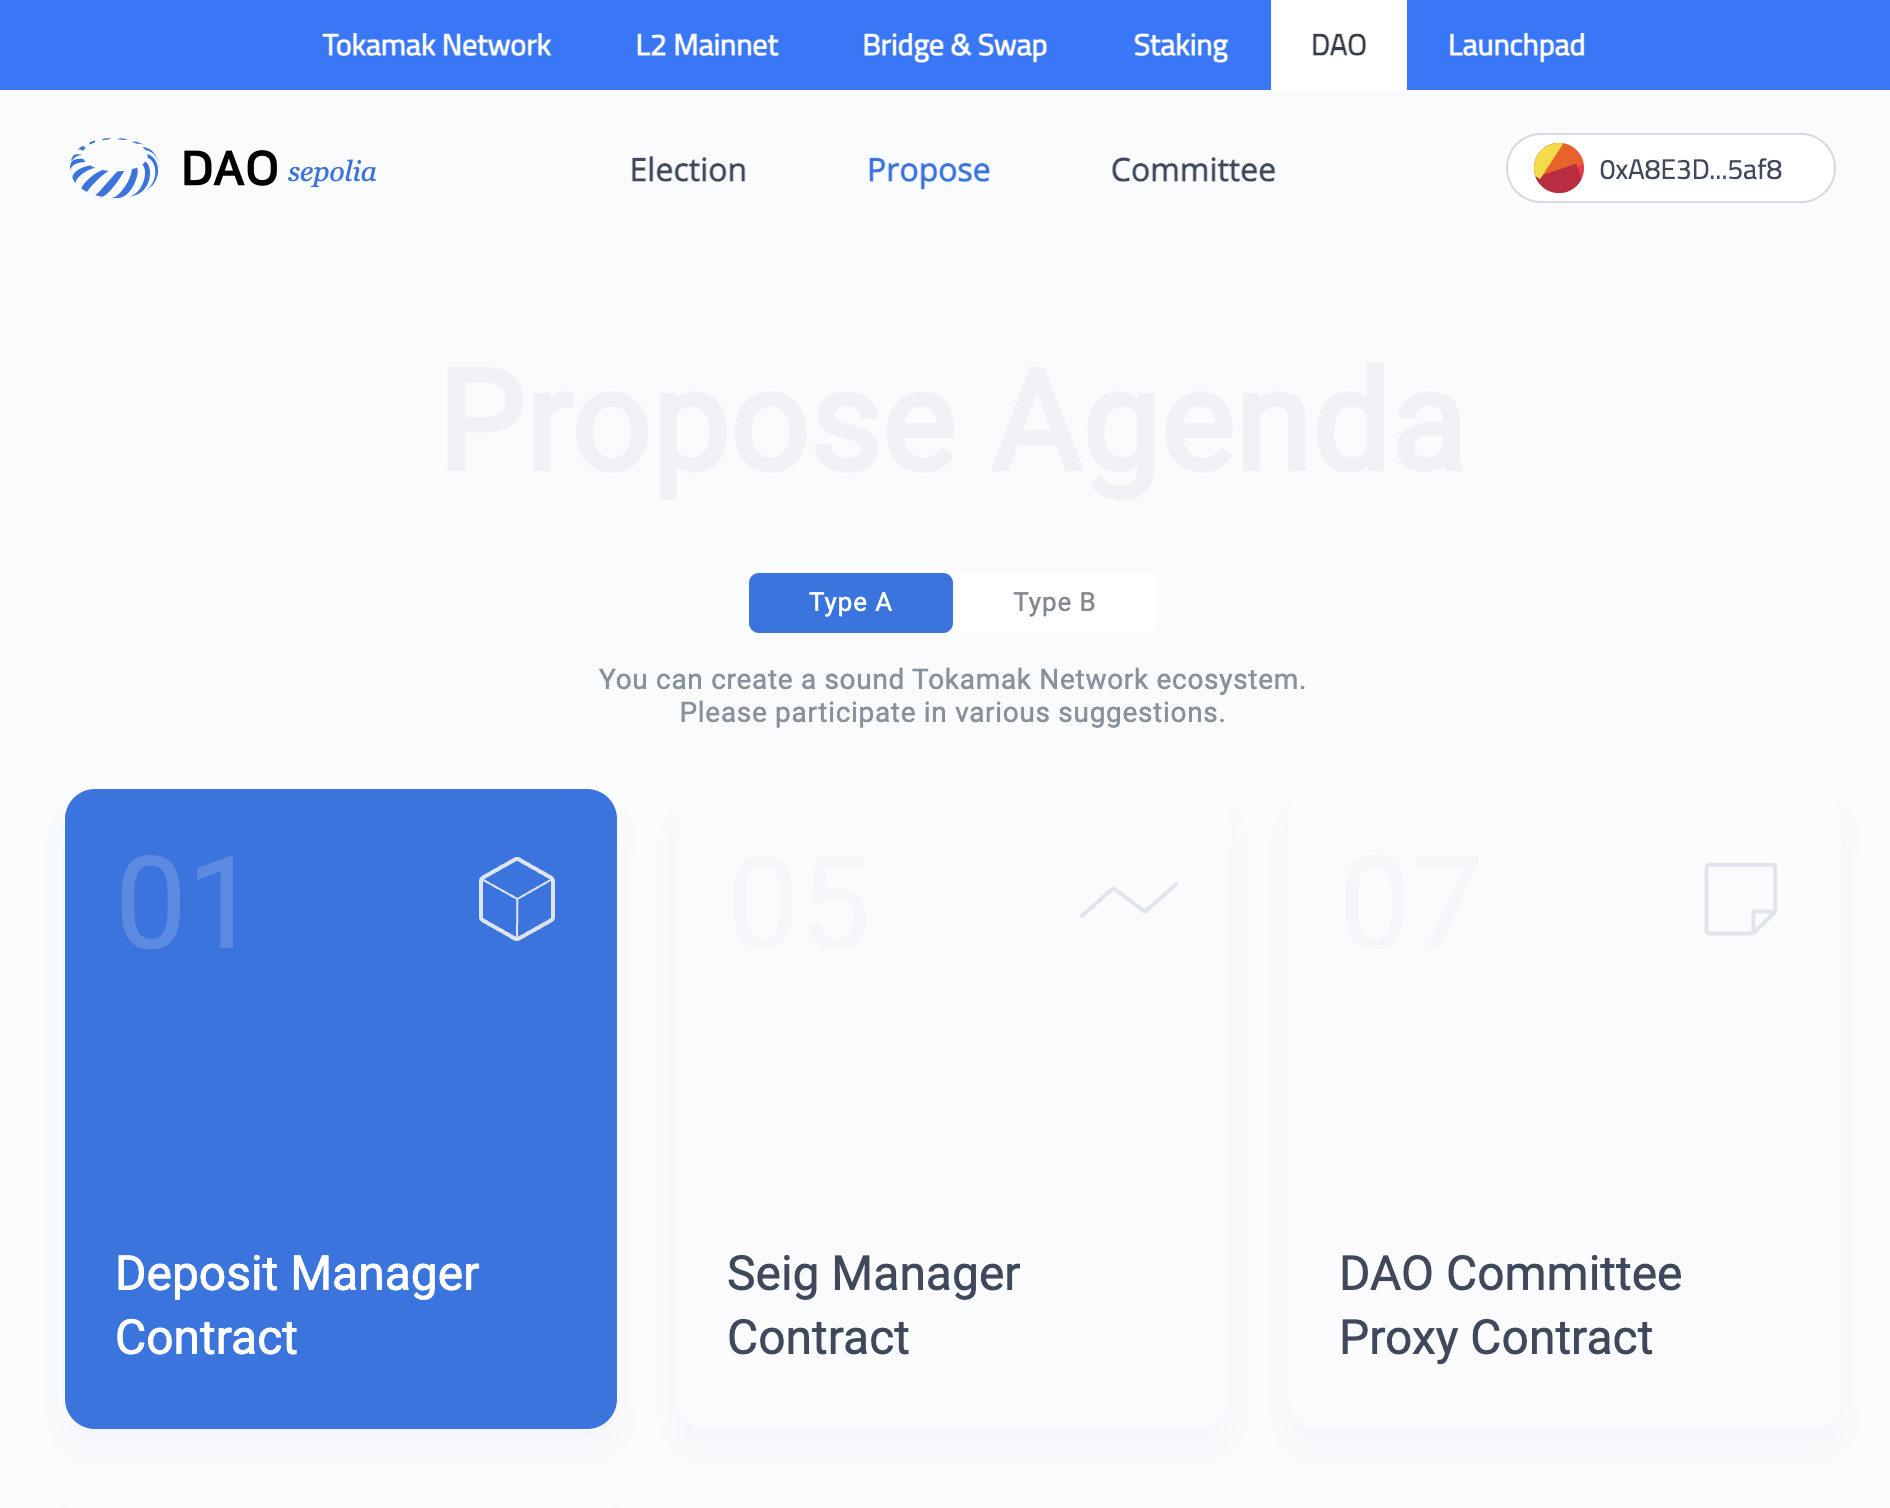 Tokamak Network L2 Mainnet Bridge & Swap Staking DAO Launchpad
DAO sepolia Election Propose Committee 0xA8E3D...5af8
Propose Agenda
Type A Type B
You can create a sound Tokamak Network ecosystem.
Please participate in various suggestions.
01
Deposit Manager
Contract
05
Seig Manager
Contract
07
DAO Committee
Proxy Contract